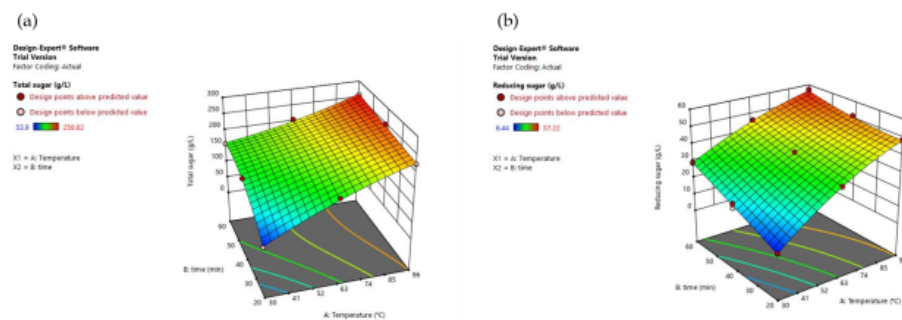 (a)
Design-Expert® Software
Trial Version
Factor Coding: Actual
Total sugar (g/L)
Design points above predicted value
Design points below predicted value
53.8 250.82
X1 = A: Temperature
X2 = B: time
Total sugar (g/L)
300
250
200
150
100
50
0
60
50
40
30
20
B: time (min)
30
41
52
63
74
85
96
A: Temperature (°C)
(b)
Design-Expert® Software
Trial Version
Factor Coding: Actual
Reducing sugar (g/L)
Design points above predicted value
Design points below predicted value
6.44 57.22
X1 = A: Temperature
X2 = B: time
Reducing sugar (g/L)
60
50
40
30
20
10
0
60
50
40
30
20
B: time (min)
30
41
52
63
74
85
A: Temperature (°C)